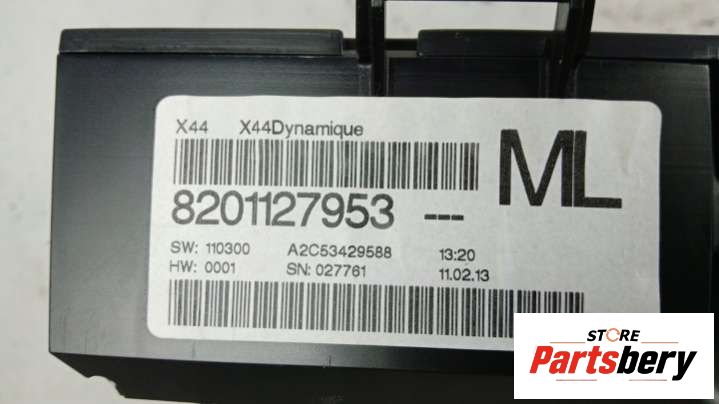 X44 X44Dynamique
ML
8201127953 ---
SW: 110300 A2C53429588 13:20
HW: 0001 SN: 027761 11.02.13
STORE
Partsbery